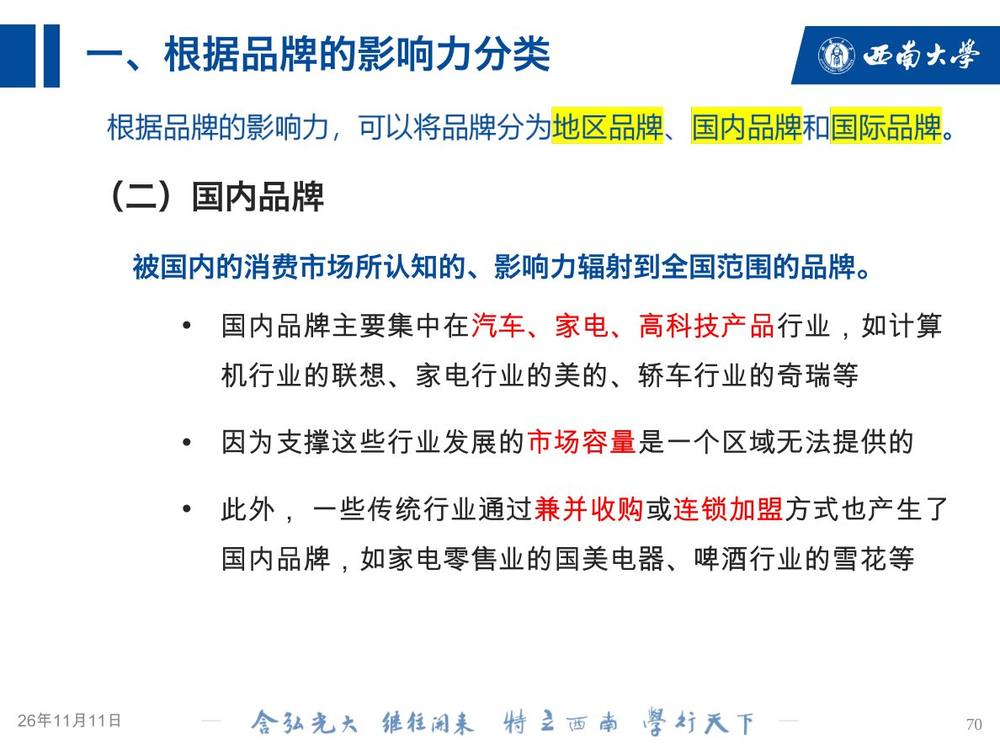 一、根据品牌的影响力分类
西南大学
根据品牌的影响力，可以将品牌分为地区品牌、国内品牌和国际品牌。
（二）国内品牌
被国内的消费市场所认知的、影响力辐射到全国范围的品牌。
• 国内品牌主要集中在汽车、家电、高科技产品行业，如计算
机行业的联想、家电行业的美的、轿车行业的奇瑞等
• 因为支撑这些行业发展的市场容量是一个区域无法提供的
• 此外， 一些传统行业通过兼并收购或连锁加盟方式也产生了
国内品牌，如家电零售业的国美电器、啤酒行业的雪花等
26年11月11日
含弘光大 继往开来 特立西南 学行天下
70